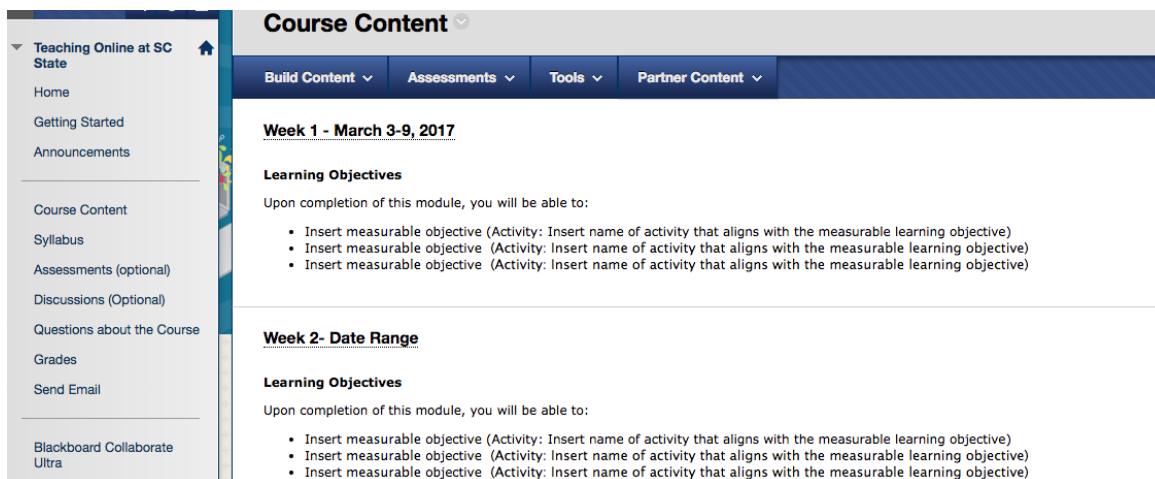 Teaching Online at SC
State
Home
Getting Started
Announcements
Course Content
Syllabus
Assessments (optional)
Discussions (Optional)
Questions about the Course
Grades
Send Email
Blackboard Collaborate
Ultra
Course Content
Build Content
Assessments
Tools
Partner Content
Week 1 - March 3-9, 2017
Learning Objectives
Upon completion of this module, you will be able to:
• Insert measurable objective (Activity: Insert name of activity that aligns with the measurable learning objective)
• Insert measurable objective  (Activity: Insert name of activity that aligns with the measurable learning objective)
• Insert measurable objective  (Activity: Insert name of activity that aligns with the measurable learning objective)
Week 2- Date Range
Learning Objectives
Upon completion of this module, you will be able to:
• Insert measurable objective (Activity: Insert name of activity that aligns with the measurable learning objective)
• Insert measurable objective  (Activity: Insert name of activity that aligns with the measurable learning objective)
• Insert measurable objective  (Activity: Insert name of activity that aligns with the measurable learning objective)